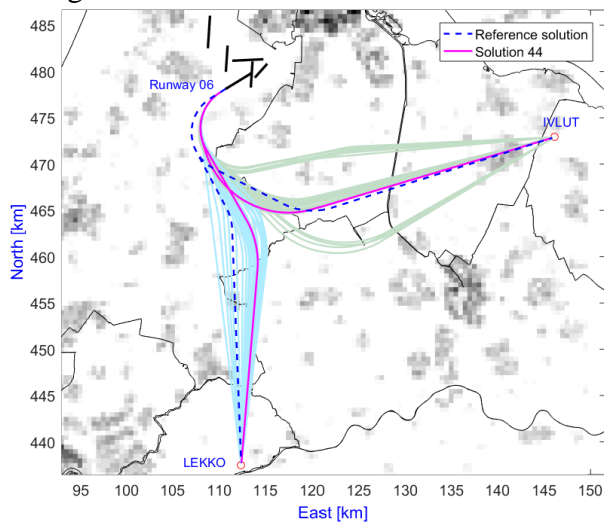 485
480
475
470
465
460
455
450
445
440
North [km]
Reference solution
Solution 44
Runway 06
IVLUT
LEKKO
95 100 105 110 115 120 125 130 135 140 145 150
East [km]